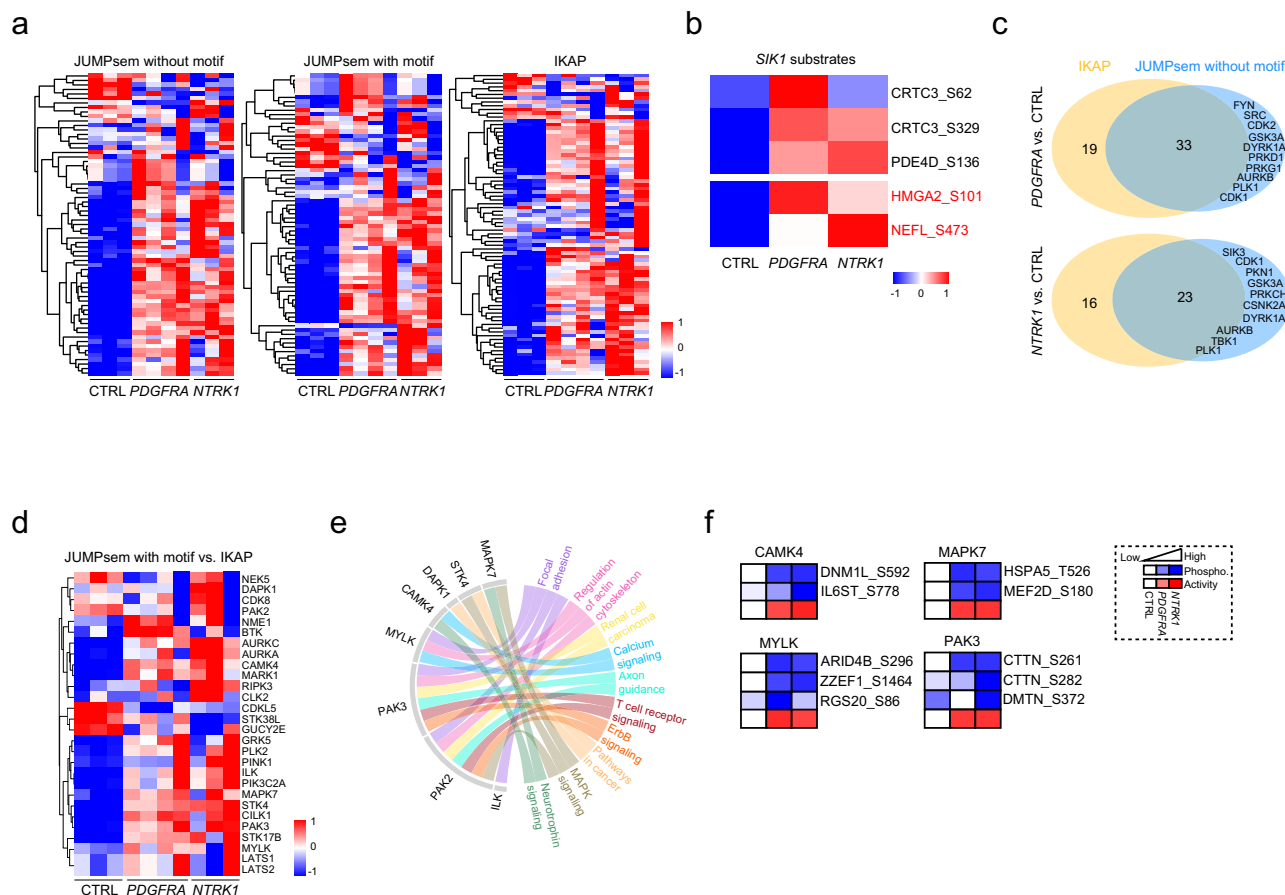 a
JUMPsem without motif
JUMPsem with motif
IKAP
CTRL PDGFRA NTRK1
CTRL PDGFRA NTRK1
CTRL PDGFRA NTRK1
1
0
-1
b
SIK1 substrates
CRTC3_S62
CRTC3_S329
PDE4D_S136
HMGA2_S101
NEFL_S473
CTRL PDGFRA NTRK1
-1 0 1
c
IKAP
JUMPsem without motif
PDGFRA vs. CTRL
19
33
FYN
SRC
CDK2
GSK3A
DYRK1A
PRKD1
PRKG1
AURKB
PLK1
CDK1
NTRK1 vs. CTRL
16
23
SIK3
CDK1
PKN1
GSK3A
PRKCH
CSNK2A
DYRK1A
AURKB
TBK1
PLK1
d
JUMPsem with motif vs. IKAP
NEK5
DAPK1
CDK8
PAK2
NME1
BTK
AURKC
AURKA
CAMK4
MARK1
RIPK3
CLK2
CDKL5
STK38L
GUCY2E
GRK5
PLK2
PINK1
ILK
PIK3C2A
MAPK7
STK4
CILK1
PAK3
STK17B
MYLK
LATS1
LATS2
CTRL PDGFRA NTRK1
1
0
-1
e
MAPK7
STK4
DAPK1
CAMK4
MYLK
PAK3
PAK2
ILK
Focal
adhesion
Regulation
of actin
cytoskeleton
Renal cell
carcinoma
Calcium
signaling
Axon
guidance
T cell receptor
signaling
ErbB
signaling
Pathways
in cancer
MAPK
signaling
Neurotrophin
signaling
f
CAMK4
DNM1L_S592
IL6ST_S778
MAPK7
HSPA5_T526
MEF2D_S180
MYLK
ARID4B_S296
ZZEF1_S1464
RGS20_S86
PAK3
CTTN_S261
CTTN_S282
DMTN_S372
Low High
Phospho.
Activity
CTRL
PDGFRA
NTRK1